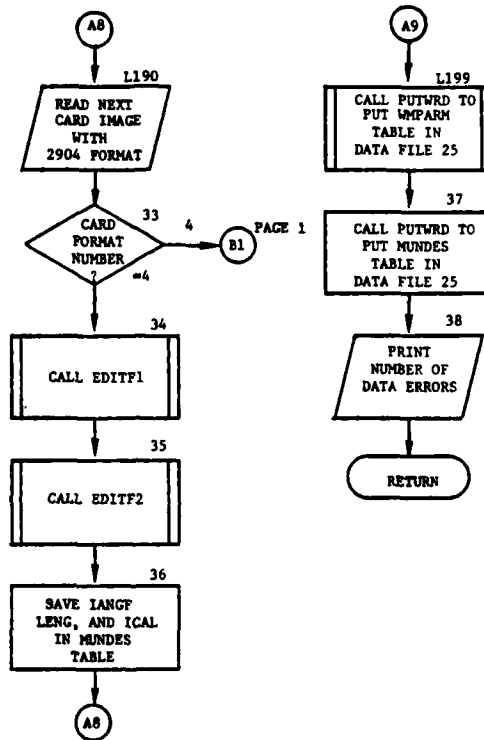 A8
L190
READ NEXT
CARD IMAGE
WITH
2904 FORMAT
33
CARD
FORMAT
NUMBER
?
4
=4
B1
PAGE 1
34
CALL EDITF1
35
CALL EDITF2
36
SAVE IANGF
LENG, AND ICAL
IN MUNDES
TABLE
A8
A9
L199
CALL PUTWRD TO
PUT WMPARM
TABLE IN
DATA FILE 25
37
CALL PUTWRD TO
PUT MUNDES
TABLE IN
DATA FILE 25
38
PRINT
NUMBER OF
DATA ERRORS
RETURN